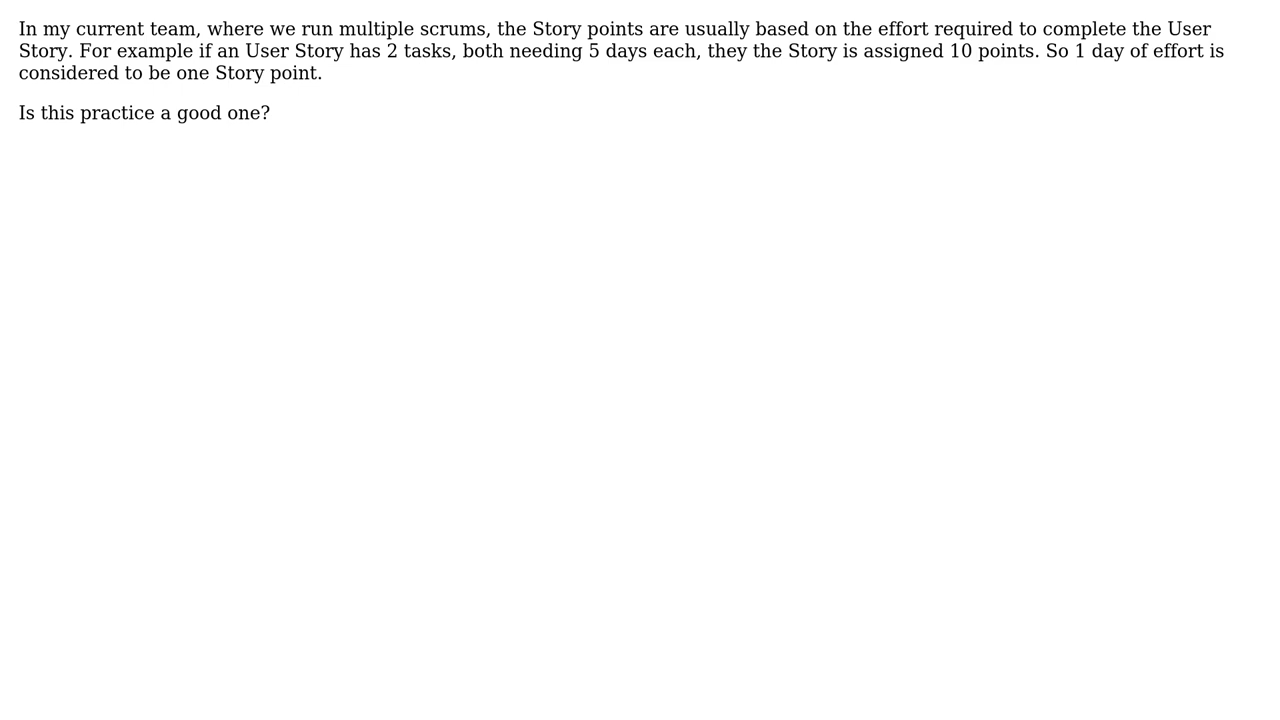 In my current team, where we run multiple scrums, the Story points are usually based on the effort required to complete the User
Story. For example if an User Story has 2 tasks, both needing 5 days each, they the Story is assigned 10 points. So 1 day of effort is
considered to be one Story point.
Is this practice a good one?